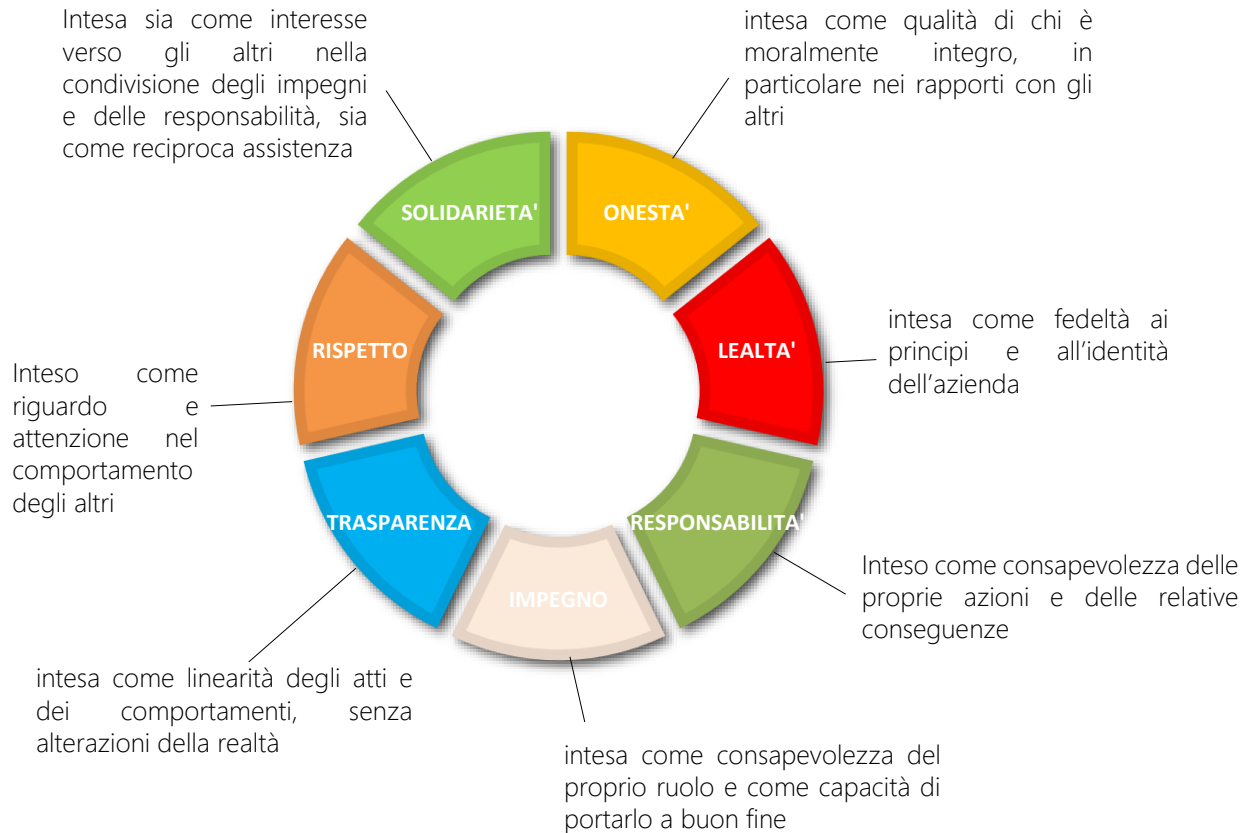 Intesa sia come interesse
verso gli altri nella
condivisione degli impegni
e delle responsabilità, sia
come reciproca assistenza
intesa come qualità di chi è
moralmente integro, in
particolare nei rapporti con gli
altri
SOLIDARIETA'
ONESTA'
RISPETTO
LEALTA'
intesa come fedeltà ai
principi e all’identità
dell’azienda
Inteso come
riguardo e
attenzione nel
comportamento
degli altri
TRASPARENZA
RESPONSABILITA'
IMPEGNO
Inteso come consapevolezza delle
proprie azioni e delle relative
conseguenze
intesa come linearità degli atti e
dei comportamenti, senza
alterazioni della realtà
intesa come consapevolezza del
proprio ruolo e come capacità di
portarlo a buon fine